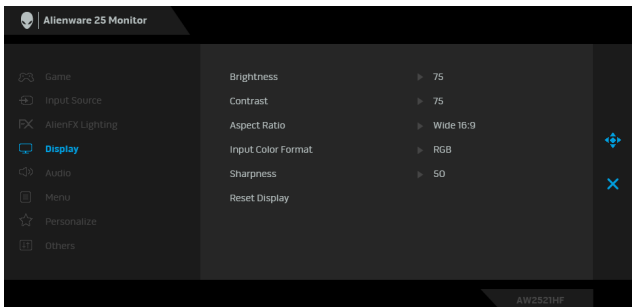 Alienware 25 Monitor
Game
Input Source
FX AlienFX Lighting
Display
Audio
Menu
Personalize
Others
Brightness 75
Contrast 75
Aspect Ratio Wide 16:9
Input Color Format RGB
Sharpness 50
Reset Display
AW2521HF